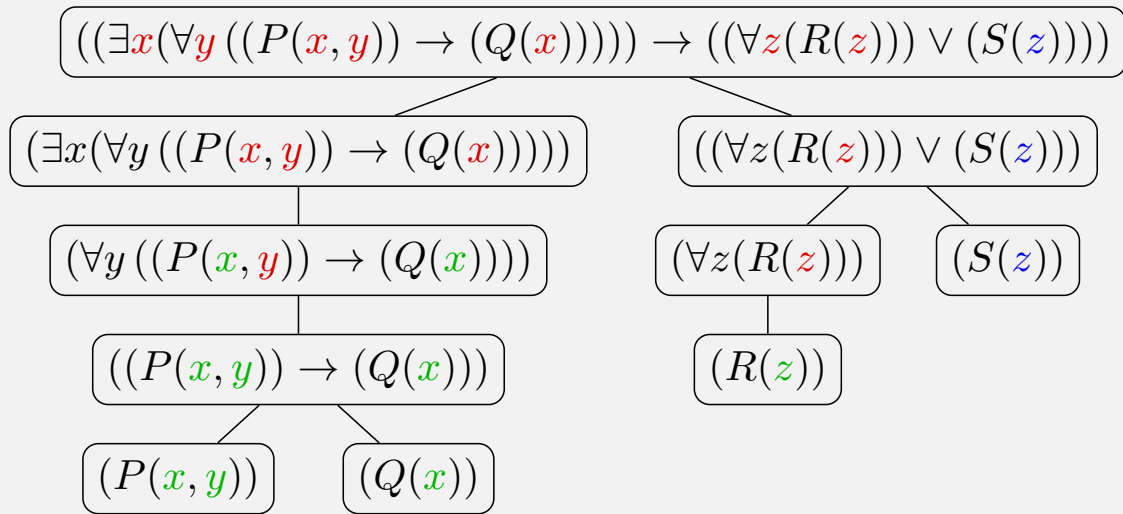 ((∃x(∀y ((P(x, y)) → (Q(x))))) → ((∀z(R(z))) ∨ (S(z))))
(∃x(∀y ((P(x, y)) → (Q(x)))))
((∀z(R(z))) ∨ (S(z)))
(∀y ((P(x, y)) → (Q(x))))
(∀z(R(z)))
(S(z))
((P(x, y)) → (Q(x)))
(R(z))
(P(x, y))
(Q(x))